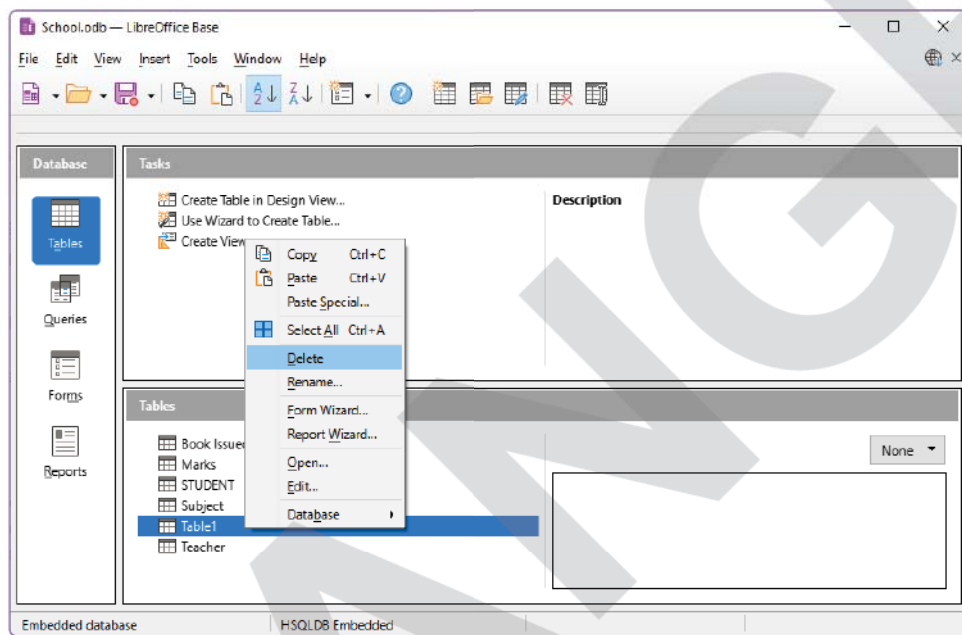 School.odb — LibreOffice Base
File Edit View Insert Tools Window Help
Database
Tasks
Tables
Queries
Forms
Reports
Create Table in Design View...
Use Wizard to Create Table...
Create View
Description
Copy Ctrl+C
Paste Ctrl+V
Paste Special...
Select All Ctrl+A
Delete
Rename...
Form Wizard...
Report Wizard...
Open...
Edit...
Database
Tables
Book Issue
Marks
STUDENT
Subject
Table1
Teacher
None
Embedded database
HSQLDB Embedded